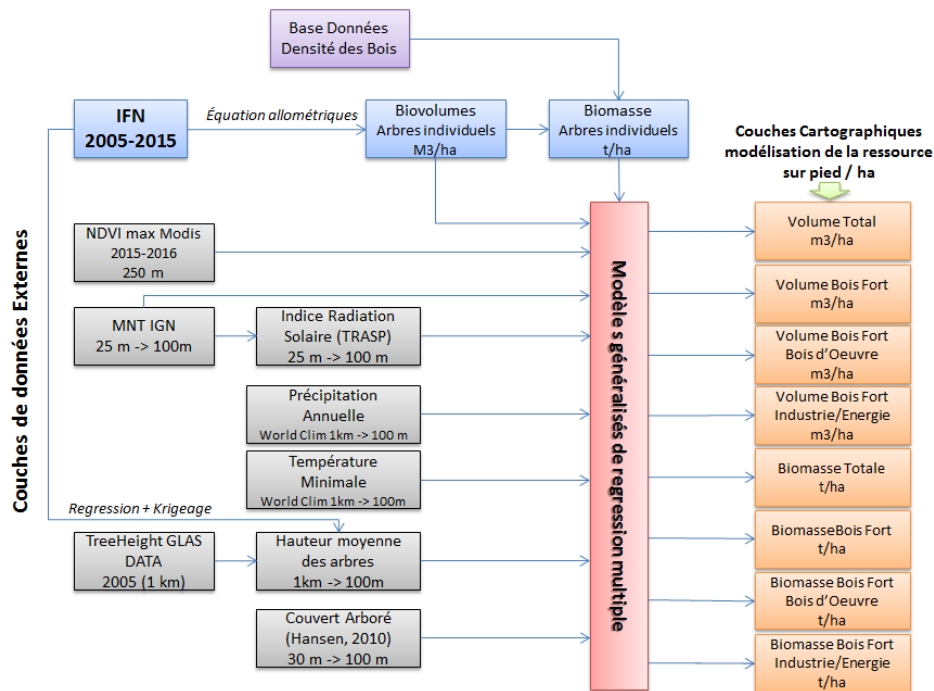 Base Données
Densité des Bois
IFN
2005-2015
Équation allométriques
Biovolumes
Arbres individuels
M3/ha
Biomasse
Arbres individuels
t/ha
Couches Cartographiques
modélisation de la ressource
sur pied / ha
Couches de données Externes
NDVI max Modis
2015-2016
250 m
MNT IGN
25 m -> 100m
Indice Radiation
Solaire (TRASP)
25 m -> 100 m
Précipitation
Annuelle
World Clim 1km -> 100 m
Température
Minimale
World Clim 1km -> 100m
Regression + Krigeage
TreeHeight GLAS
DATA
2005 (1 km)
Hauteur moyenne
des arbres
1km -> 100m
Couvert Arboré
(Hansen, 2010)
30 m -> 100 m
Modèle s généralisés de regression multiple
Volume Total
m3/ha
Volume Bois Fort
m3/ha
Volume Bois Fort
Bois d'Oeuvre
m3/ha
Volume Bois Fort
Industrie/Energie
m3/ha
Biomasse Totale
t/ha
BiomasseBois Fort
t/ha
Biomasse Bois Fort
Bois d'Oeuvre
t/ha
Biomasse Bois Fort
Industrie/Energie
t/ha